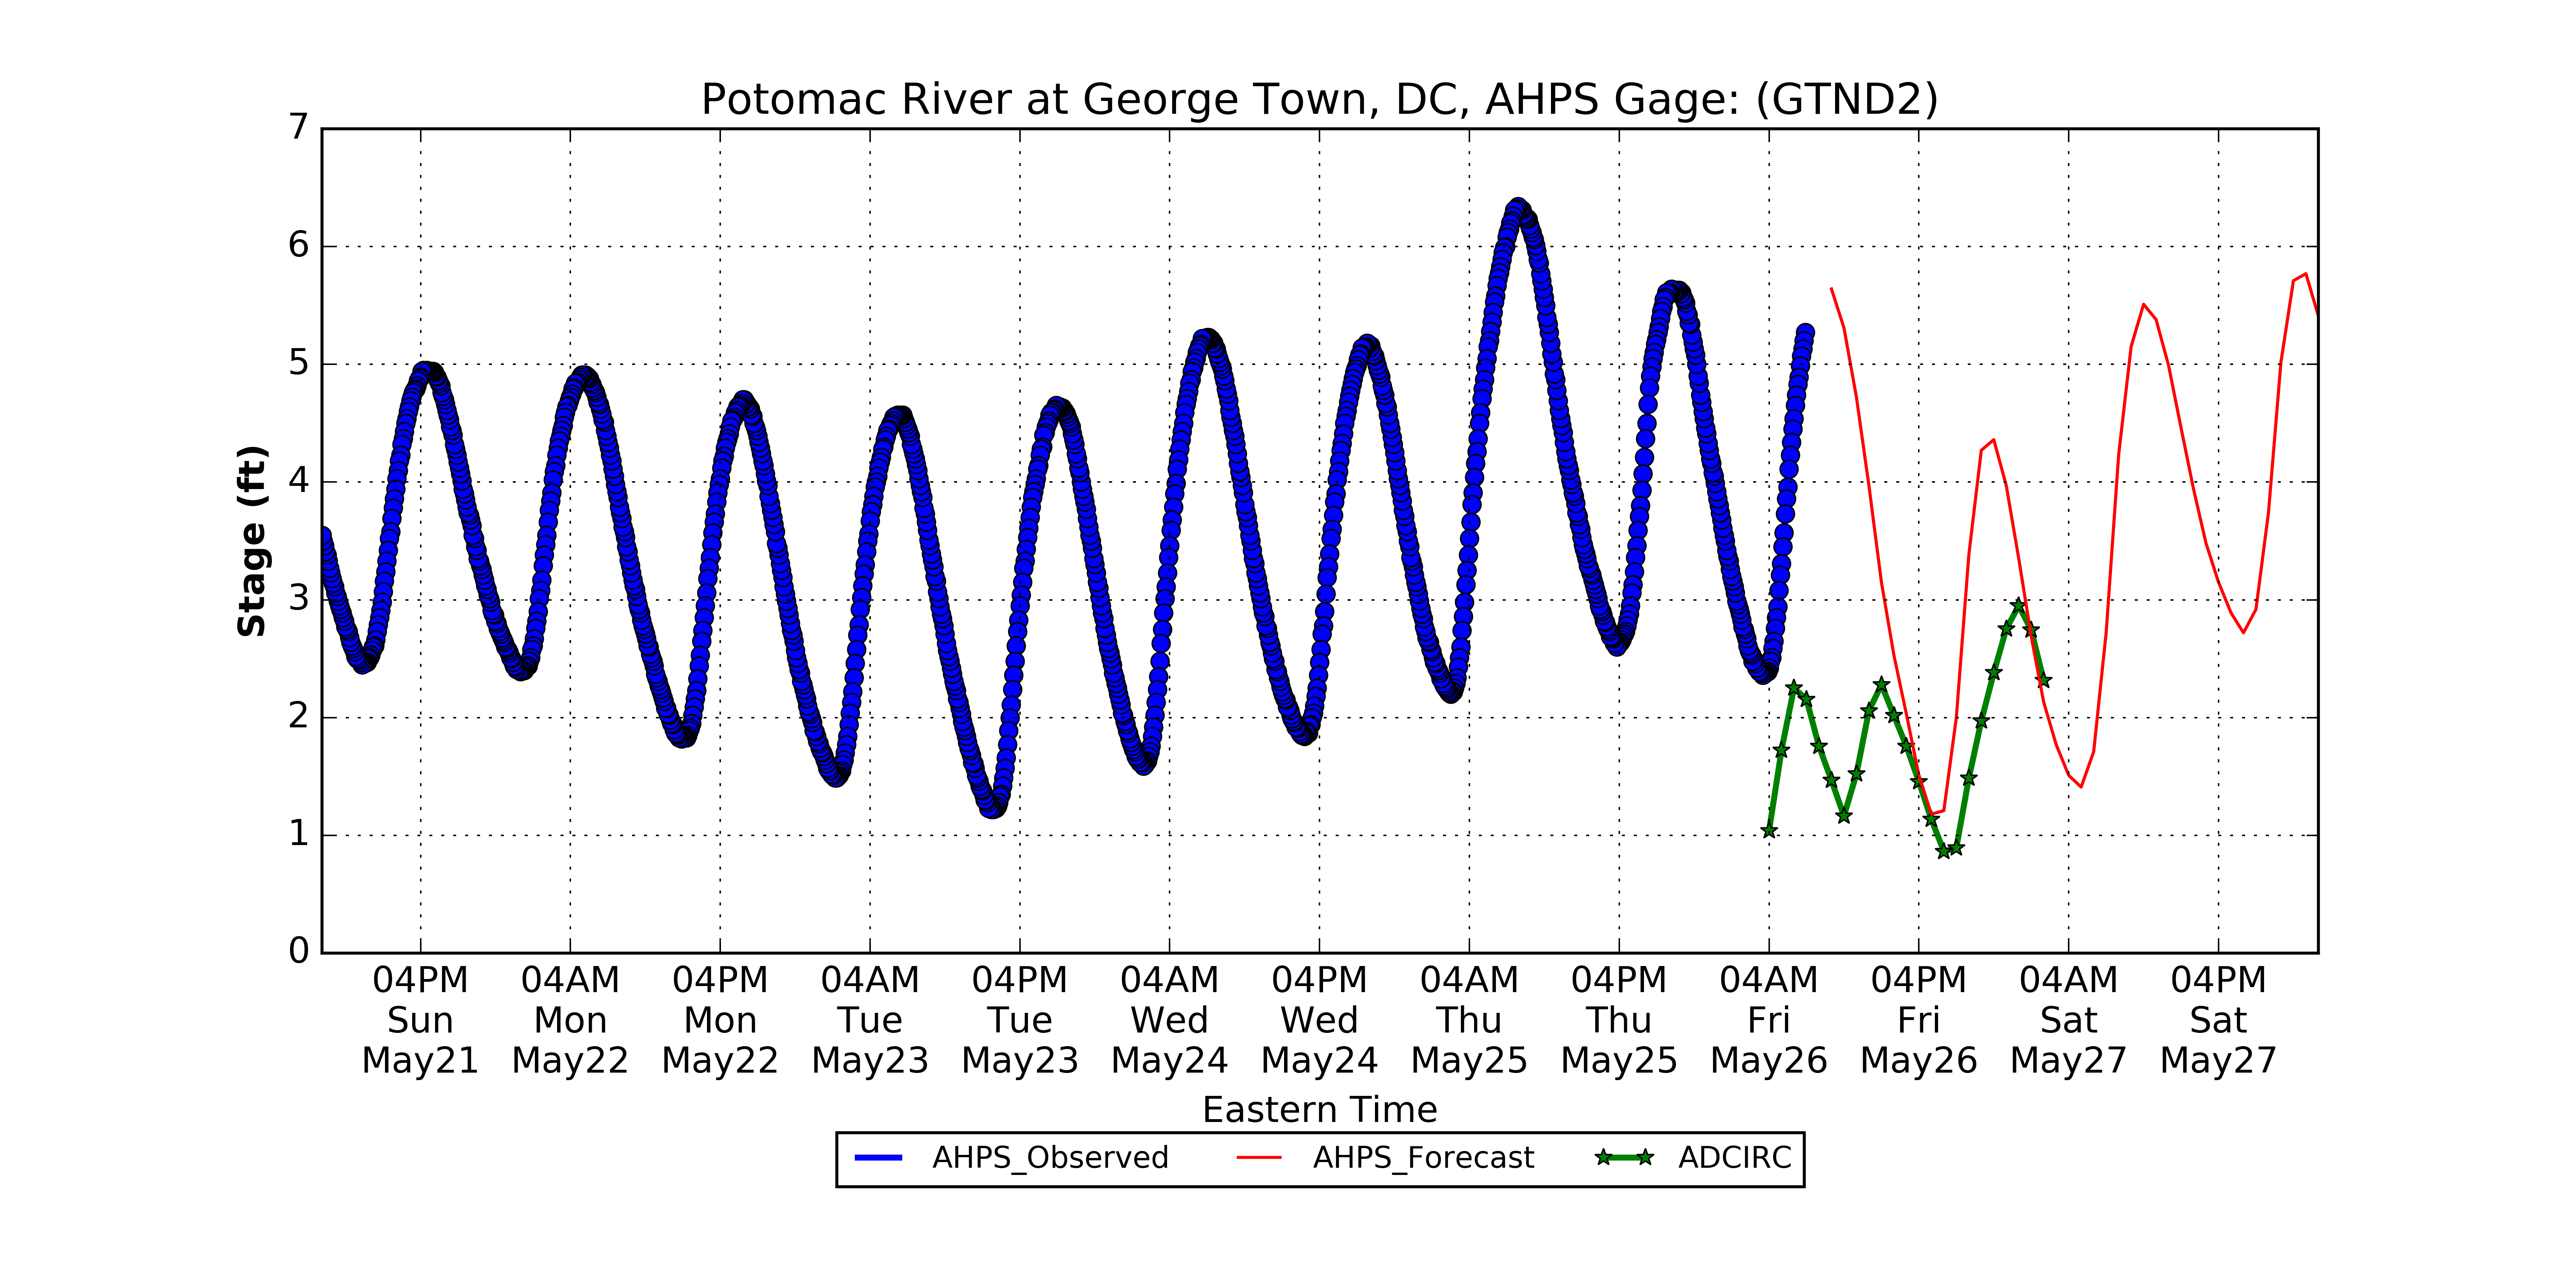 Potomac River at George Town, DC, AHPS Gage: (GTND2)
7
6
5
4
3
2
1
0
Stage (ft)
04PM 04AM 04PM 04AM 04PM 04AM 04PM 04AM 04PM 04AM 04PM 04AM 04PM
Sun Mon Mon Tue Tue Wed Wed Thu Thu Fri Fri Sat Sat
May21 May22 May22 May23 May23 May24 May24 May25 May25 May26 May26 May27 May27
Eastern Time
AHPS_Observed AHPS_Forecast ADCIRC